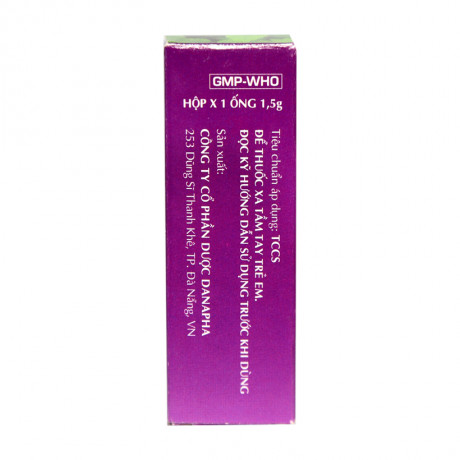 GMP-WHO
HỘP X 1 ỐNG 1,5g
Tiêu chuẩn áp dụng: TCCS
ĐỂ THUỐC XA TẦM TAY TRẺ EM.
ĐỌC KỸ HƯỚNG DẪN SỬ DỤNG TRƯỚC KHI DÙNG
Sản xuất:
CÔNG TY CỔ PHẦN DƯỢC DANAPHA
253 Dũng Sĩ Thanh Khê, TP. Đà Nẵng, VN